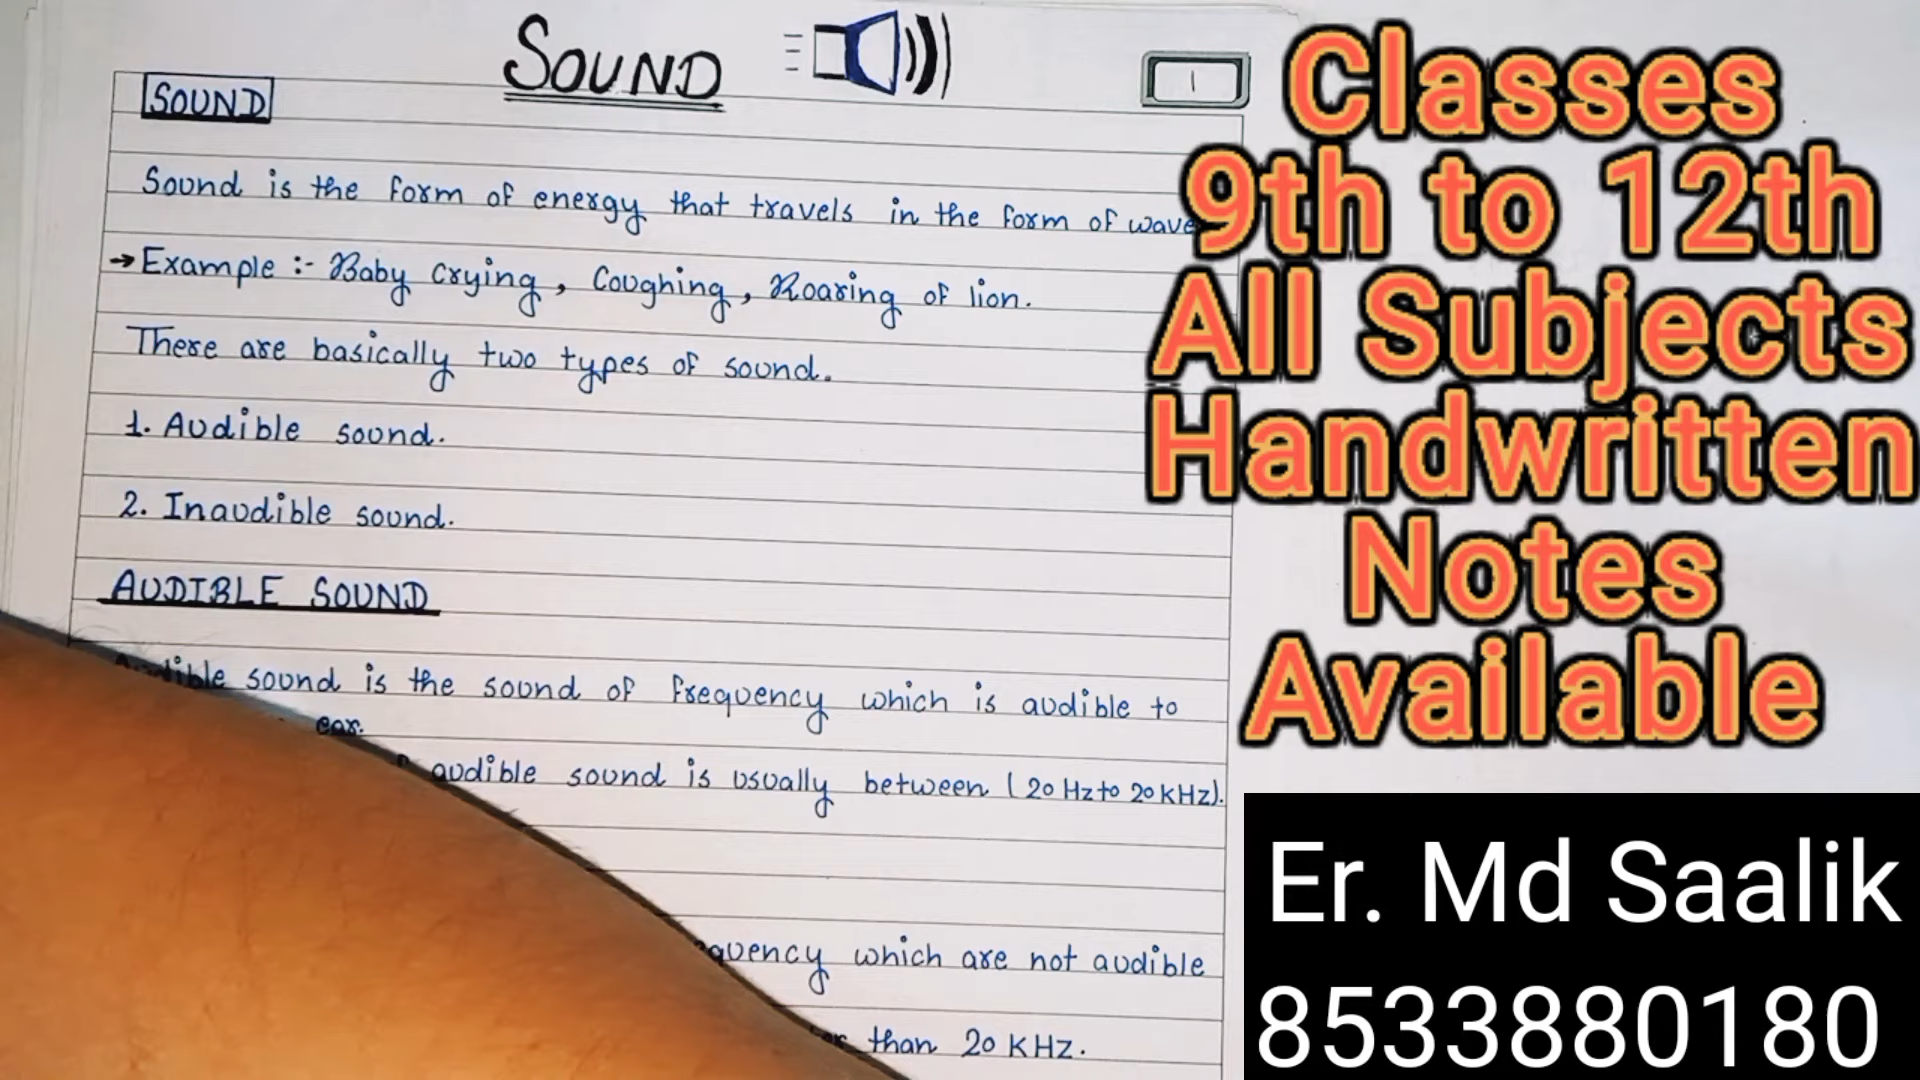 SOUND
1
SOUND
Sound is the form of energy that travels in the form of wave
→ Example :- Baby crying, Coughing, Roaring of lion.
There are basically two types of sound.
1. Audible sound.
2. Inaudible sound.
AUDIBLE SOUND
sound is the sound of frequency which is audible to
ear.
audible sound is usually between (20 Hz to 20 KHz).
which are not audible
than 20 KHz.
Classes
9th to 12th
All Subjects
Handwritten
Notes
Available
Er. Md Saalik
8533880180